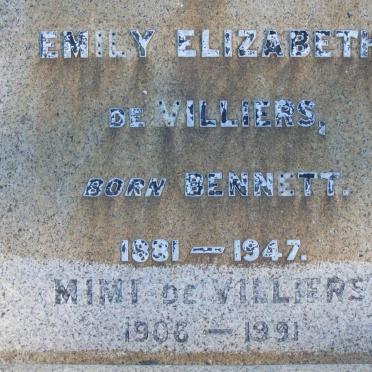 EMILY ELIZABETH
DE VILLIERS,
BORN BENNETT.
1881 — 1947.
MIMI DE VILLIERS
1906 — 1991